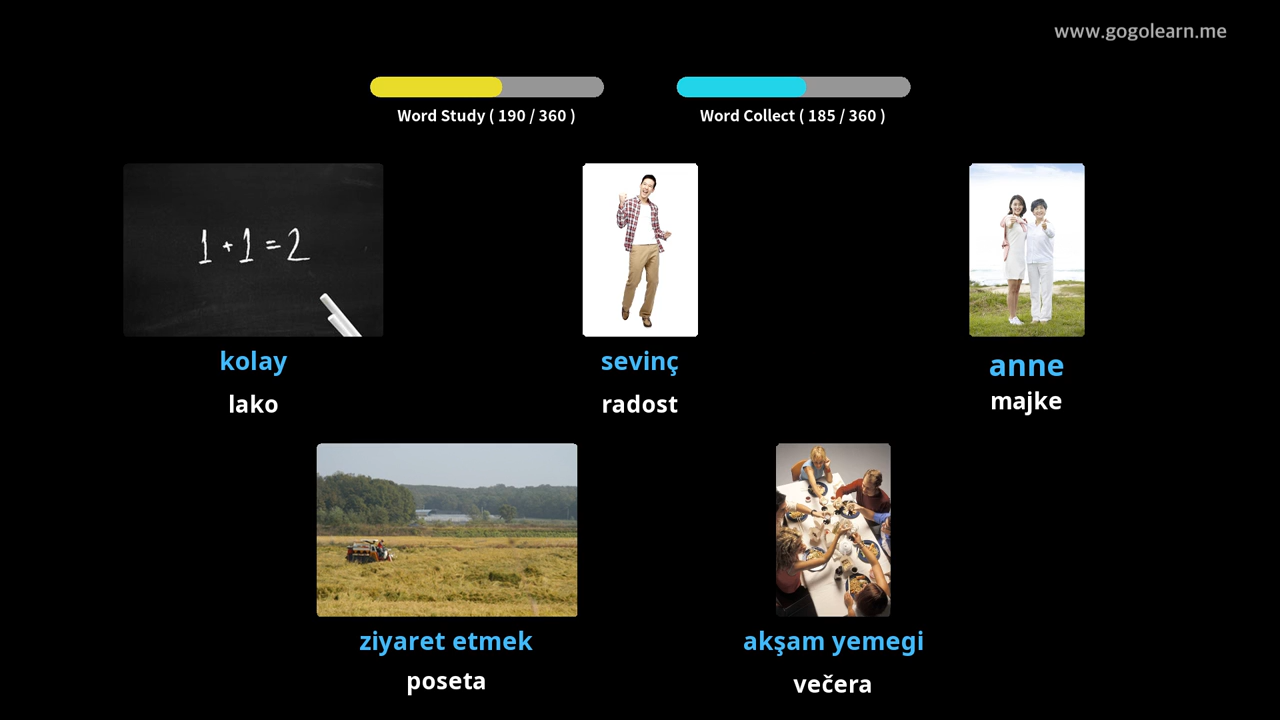 www.gogolearn.me
Word Study ( 190 / 360 )
Word Collect ( 185 / 360 )
1 + 1 = 2
kolay
lako
sevinç
radost
anne
majke
ziyaret etmek
poseta
akşam yemegi
večera